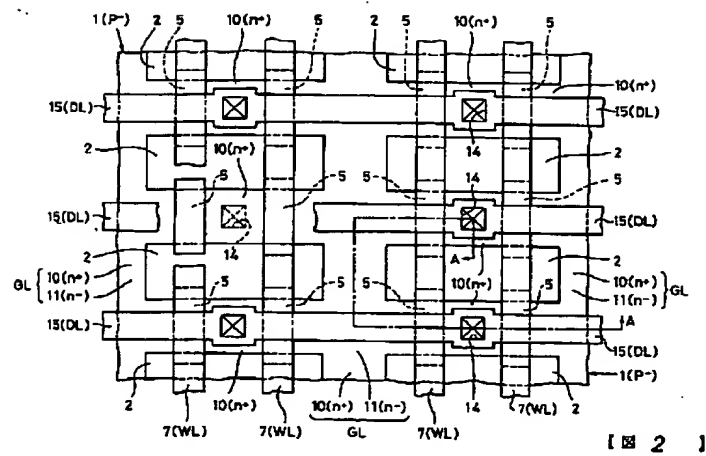 1(P-) 2 5 10(n+) 5 2 5 10(n+) 5
10(n+)
15(DL) 15(DL)
14
2 10(n+) 14 2
5 5 5 5
15(DL) 15(DL)
14
2 A 2
10(n+)
GL { 10(n+) 5 5 5 10(n+) 5 10(n+) } GL
11(n-) 11(n-)
A
15(DL) 15(DL)
2 10(n+) 10(n+) 11(n-) 14 2 1(P-)
GL
7(WL) 7(WL) 7(WL) 7(WL)
[図 2 ]